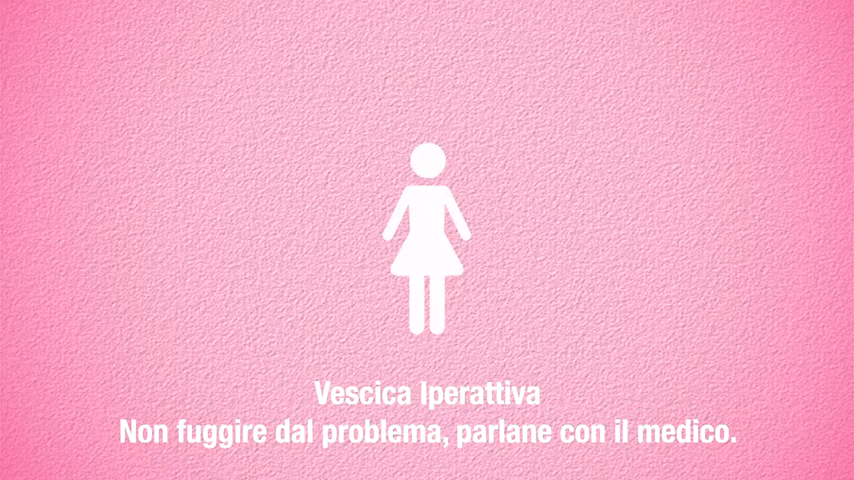 Vescica Iperattiva
Non fuggire dal problema, parlane con il medico.